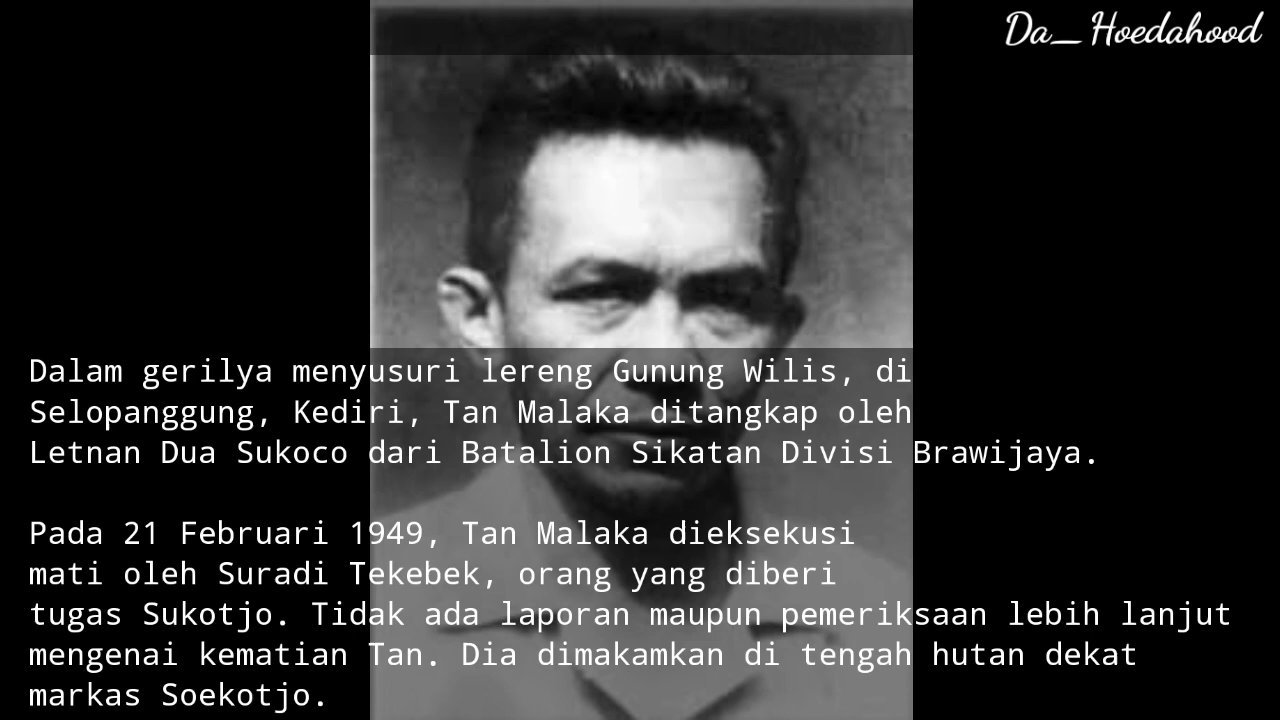 Da_Hoedahood
Dalam gerilya menyusuri lereng Gunung Wilis, di
Selopanggung, Kediri, Tan Malaka ditangkap oleh
Letnan Dua Sukoco dari Batalion Sikatan Divisi Brawijaya.
Pada 21 Februari 1949, Tan Malaka dieksekusi
mati oleh Suradi Tekebek, orang yang diberi
tugas Sukotjo. Tidak ada laporan maupun pemeriksaan lebih lanjut
mengenai kematian Tan. Dia dimakamkan di tengah hutan dekat
markas Soekotjo.